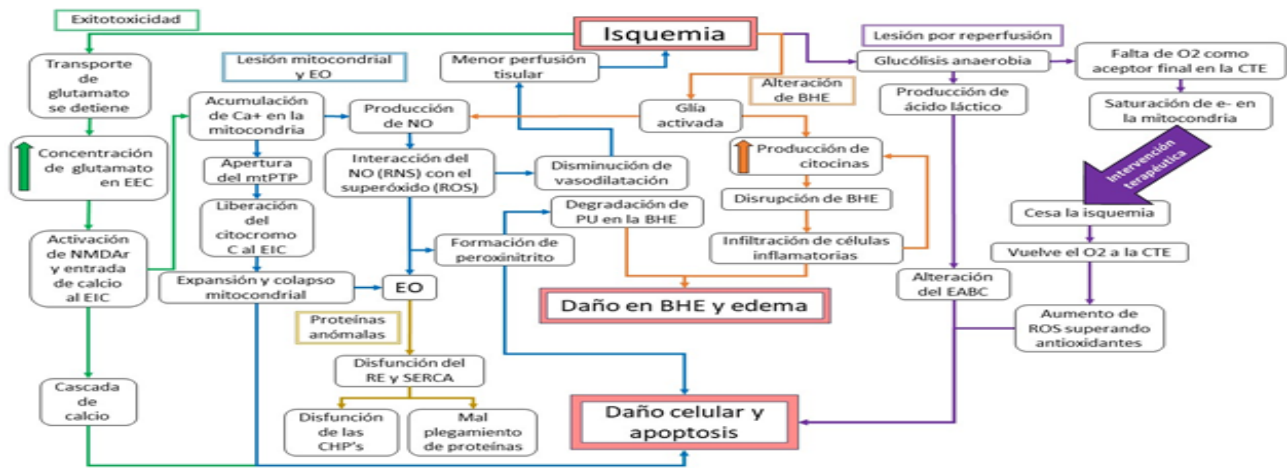 Exitotoxicidad
Isquemia
Lesión por reperfusión
Transporte
de
glutamato
se detiene
Lesión mitocondrial
y EO
Menor perfusión
tisular
Alteración
de BHE
Glucólisis anaerobia
Falta de O2 como
aceptor final en la CTE
Acumulación
de Ca+ en la
mitocondria
Producción
de NO
Glía
activada
Producción de
ácido láctico
Saturación de e- en
la mitocondria
Concentración
de glutamato
en EEC
Apertura
del mtPTP
Interacción del
NO (RNS) con el
superóxido (ROS)
Disminución de
vasodilatación
Producción de
citocinas
Intervención
terapéutica
Liberación
del
citocromo
C al EIC
Degradación de
PU en la BHE
Disrupción de BHE
Cesa la isquemia
Activación
de NMDAr
y entrada
de calcio
al EIC
Formación de
peroxinitrito
Infiltración de células
inflamatorias
Vuelve el O2 a la CTE
Expansión y colapso
mitocondrial
EO
Daño en BHE y edema
Alteración
del EABC
Proteínas
anómalas
Aumento de
ROS superando
antioxidantes
Disfunción del
RE y SERCA
Cascada
de
calcio
Disfunción
de las
CHP's
Mal
plegamiento
de proteínas
Daño celular y
apoptosis